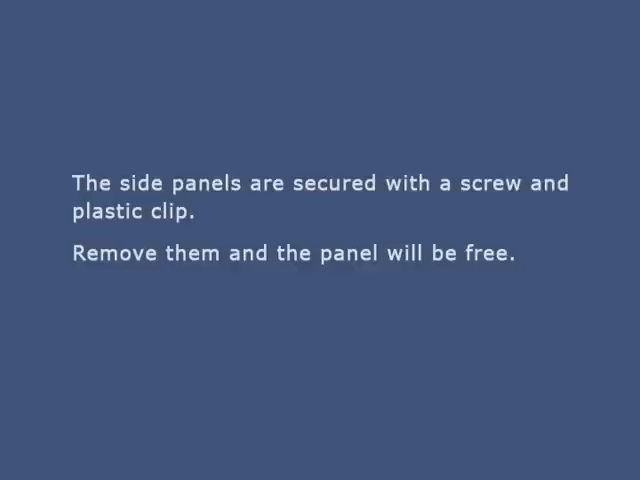 The side panels are secured with a screw and
plastic clip.
Remove them and the panel will be free.